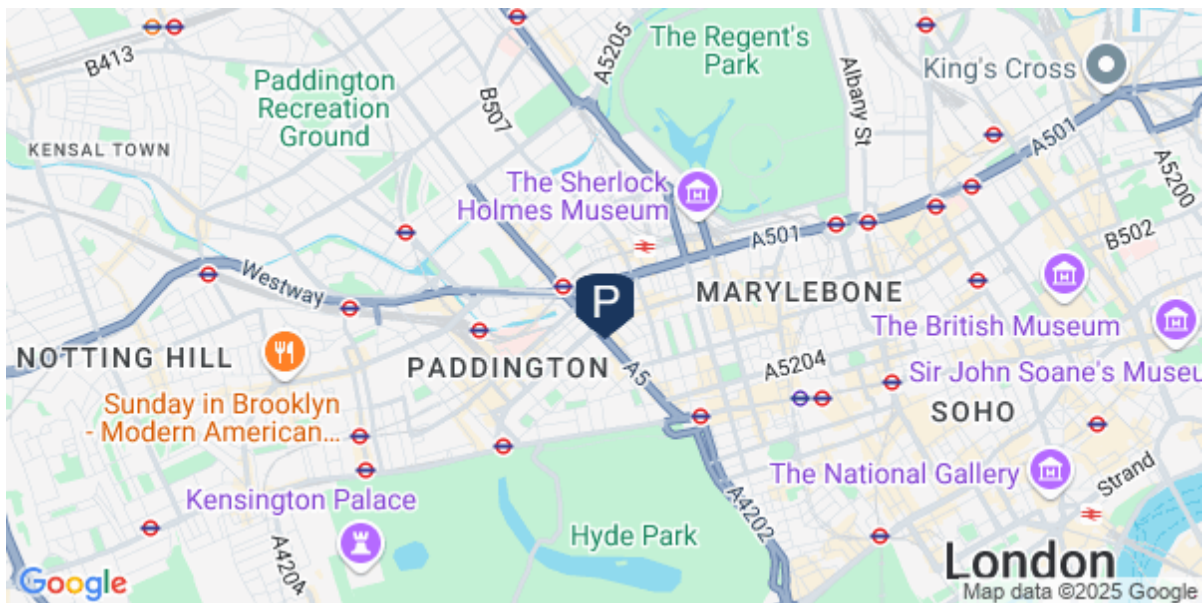 B413
A5205
The Regent's
Park
King's Cross
Paddington
Recreation
Ground
B507
Albany St
A501
KENSAL TOWN
A5200
The Sherlock
Holmes Museum
A501
B502
Westway
P
MARYLEBONE
The British Museum
NOTTING HILL
PADDINGTON
A5
A5204
Sir John Soane's Museu
Sunday in Brooklyn
- Modern American...
SOHO
The National Gallery
Strand
Kensington Palace
A4202
A4204
Hyde Park
London
Google
Map data ©2025 Google